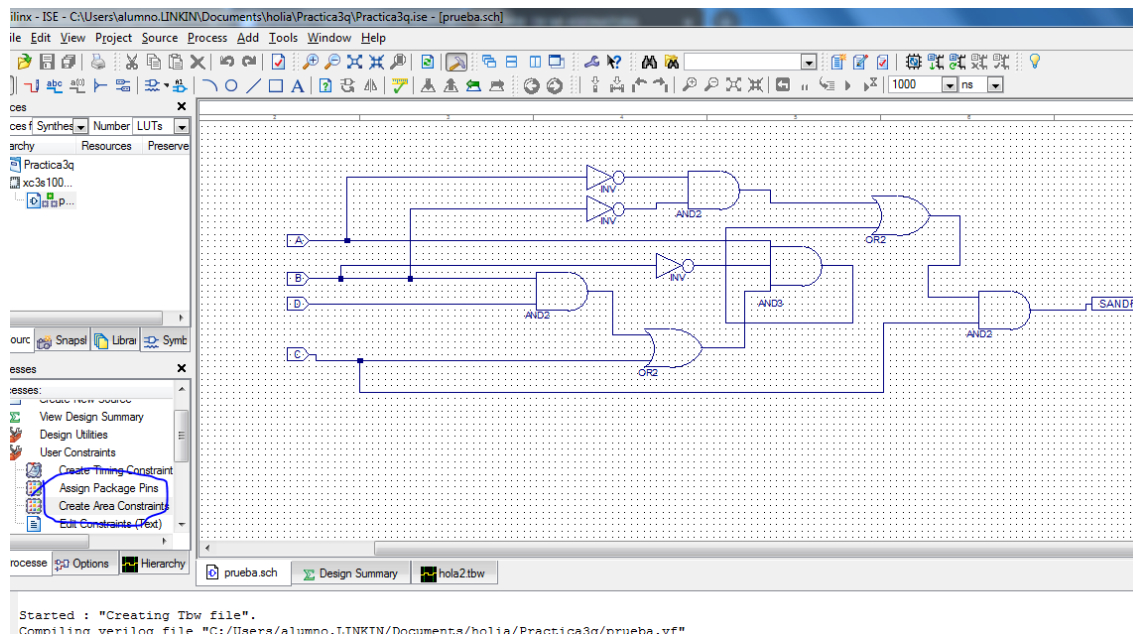 ilinx - ISE - C:\Users\alumno.LINKIN\Documents\holia\Practica3q\Practica3q.ise - [prueba.sch]
ile Edit View Project Source Process Add Tools Window Help
1000 ns
ces
ces f Synthes Number LUTs
archy Resources Preserve
Practica3q
xc3s100...
p...
ourc Snapsl Librai Symb
esses
cesses:
Create New Source
View Design Summary
Design Utilities
User Constraints
Create Timing Constraint
Assign Package Pins
Create Area Constraints
Edit Constraints (Text)
rocesse Options Hierarchy
INV
INV
AND2
OR2
A
B
INV
D
AND2
AND3
SANDF
AND2
C
OR2
prueba.sch Design Summary hola2.tbw
Started : "Creating Tbw file".
Compiling verilog file "C:/Users/alumno.LINKIN/Documents/holia/Practica3q/prueba.vf"